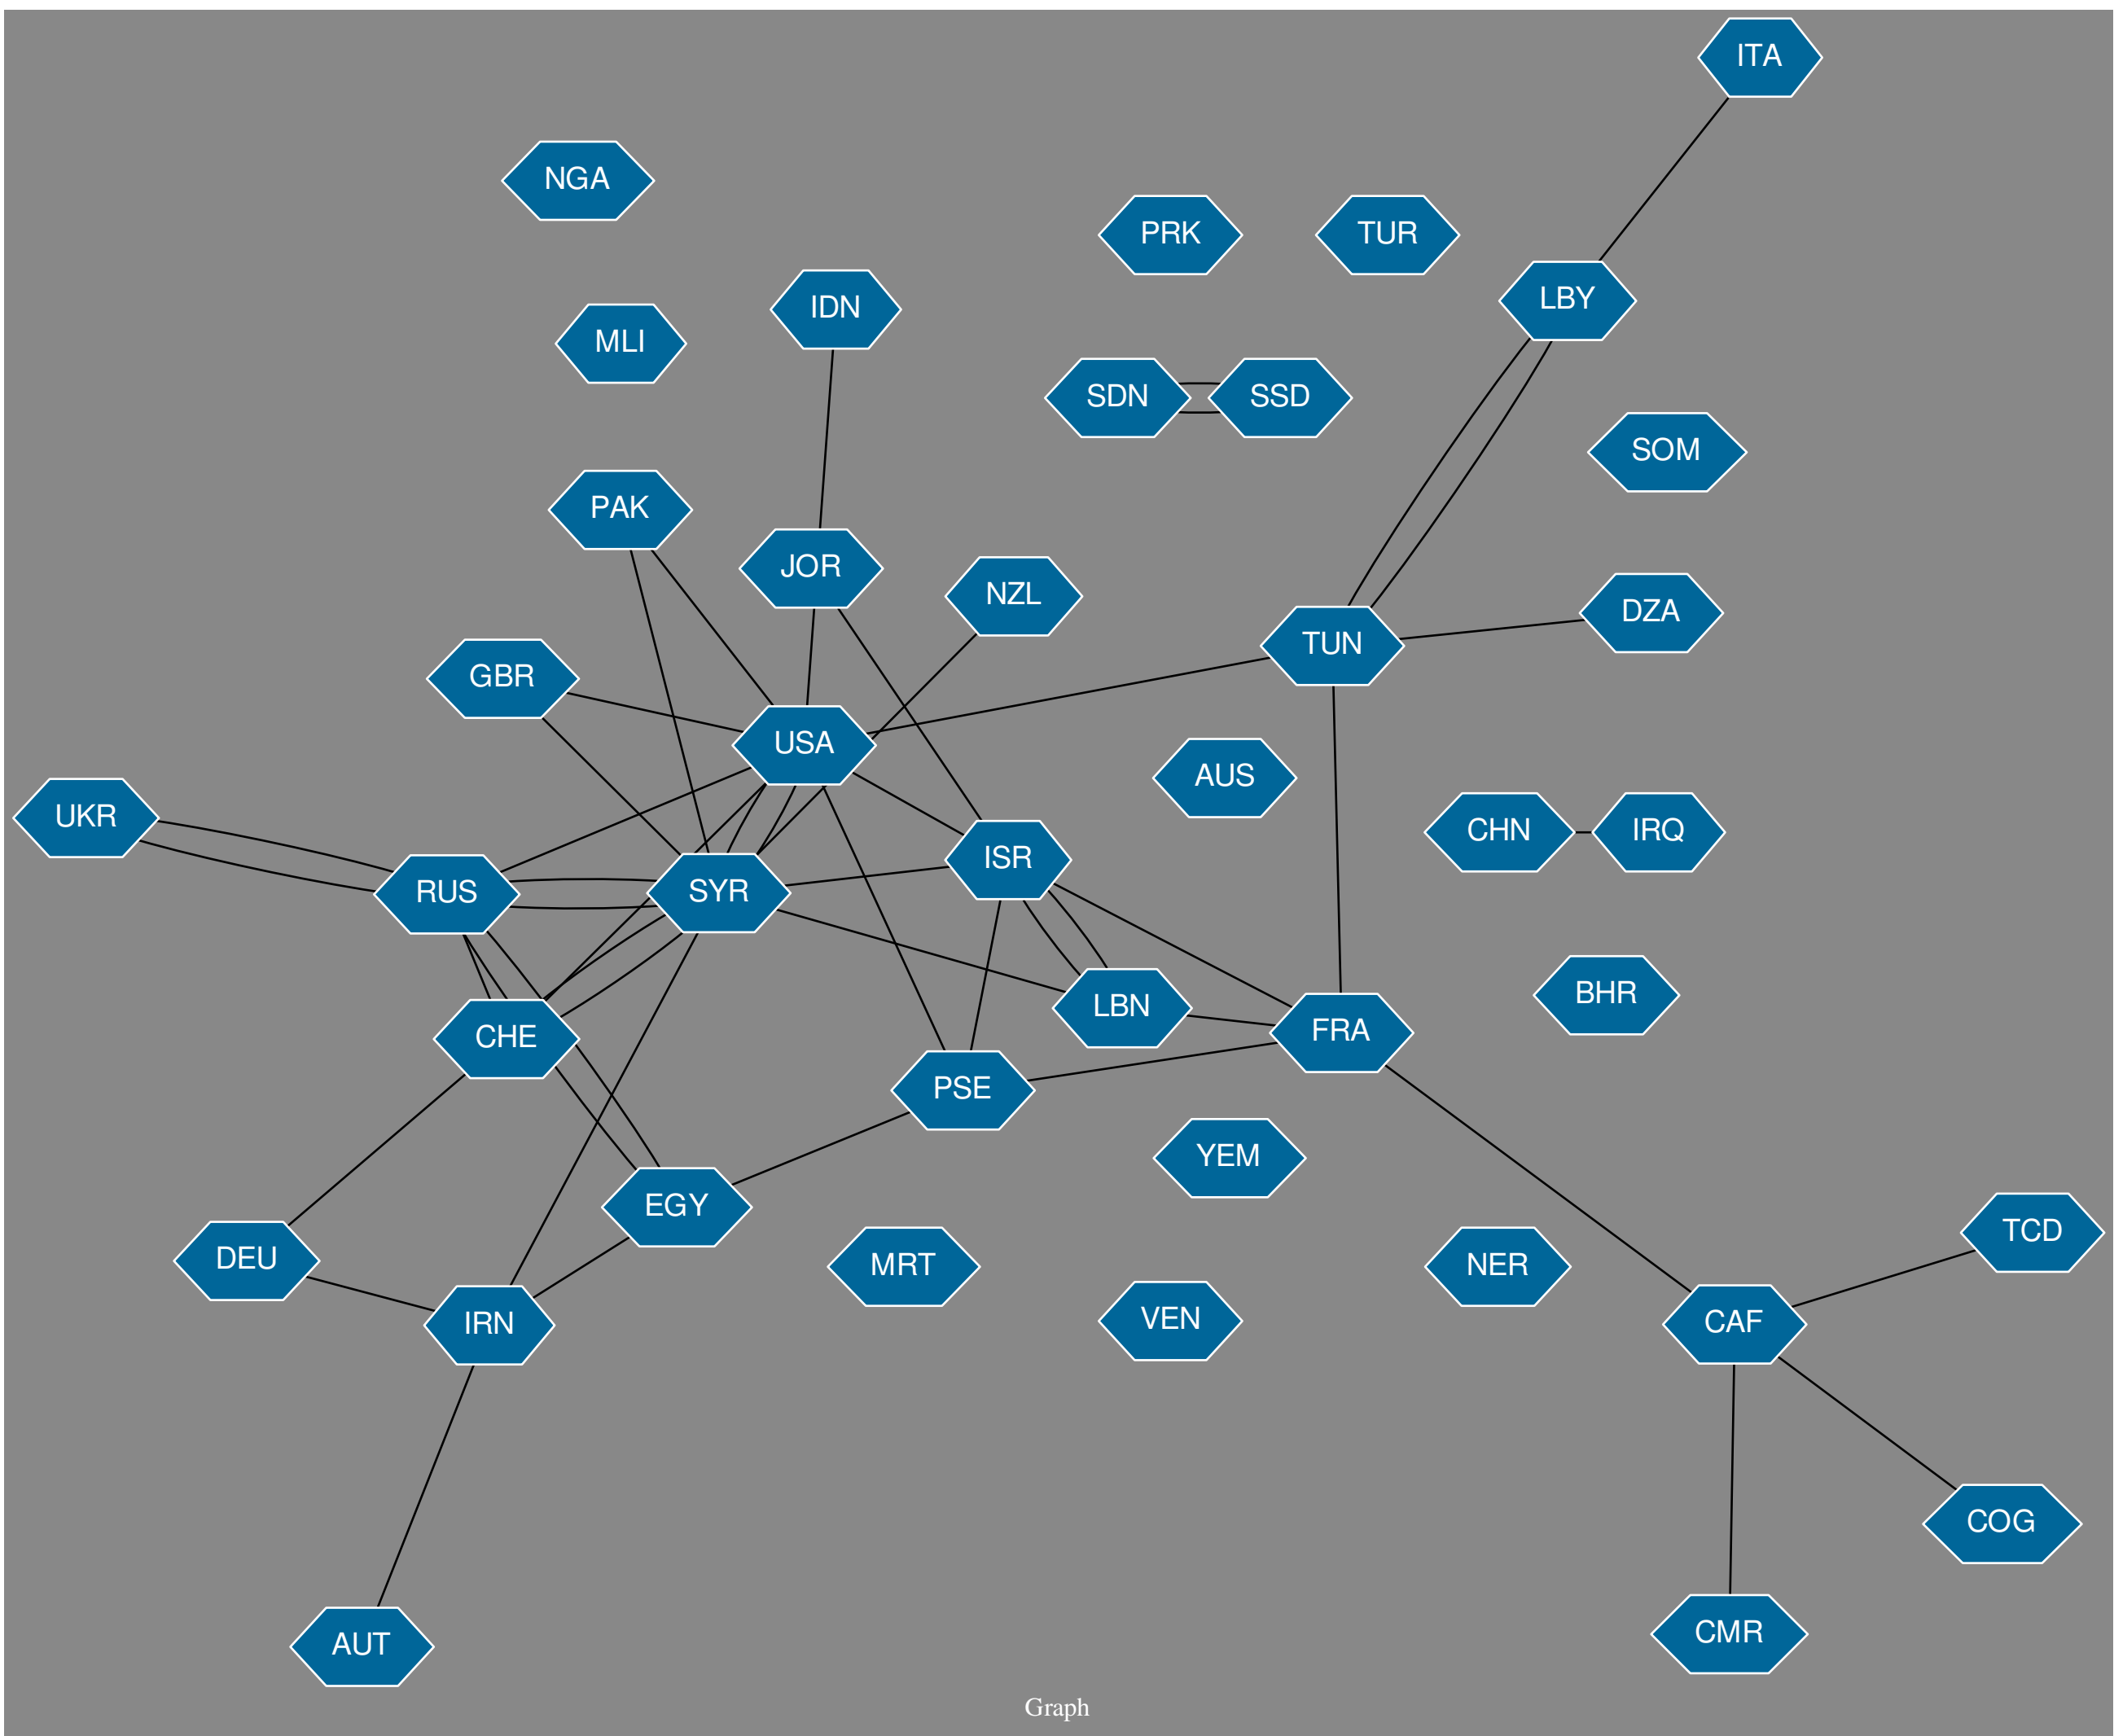 ITA
NGA
PRK
TUR
LBY
IDN
MLI
SDN
SSD
SOM
PAK
JOR
NZL
DZA
TUN
GBR
USA
AUS
UKR
CHN
IRQ
ISR
RUS
SYR
BHR
LBN
FRA
CHE
PSE
YEM
EGY
TCD
DEU
MRT
NER
VEN
CAF
IRN
COG
CMR
AUT
Graph